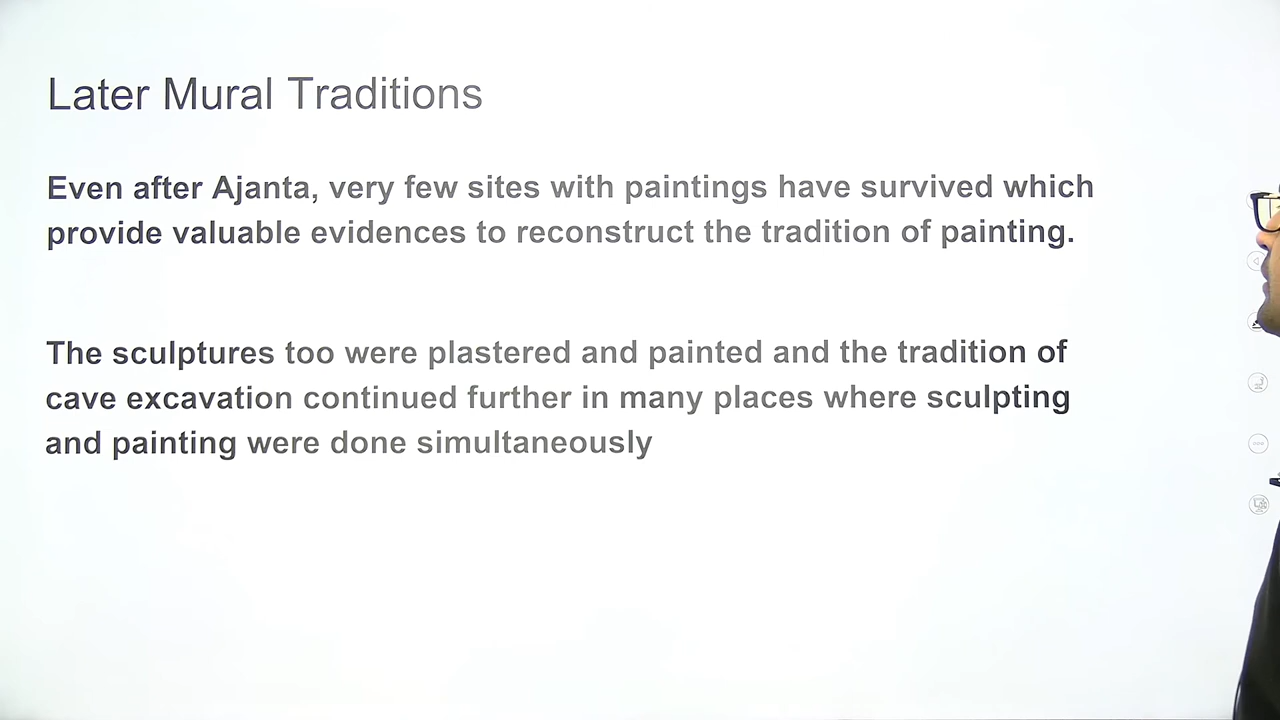 Later Mural Traditions
Even after Ajanta, very few sites with paintings have survived which
provide valuable evidences to reconstruct the tradition of painting.
The sculptures too were plastered and painted and the tradition of
cave excavation continued further in many places where sculpting
and painting were done simultaneously